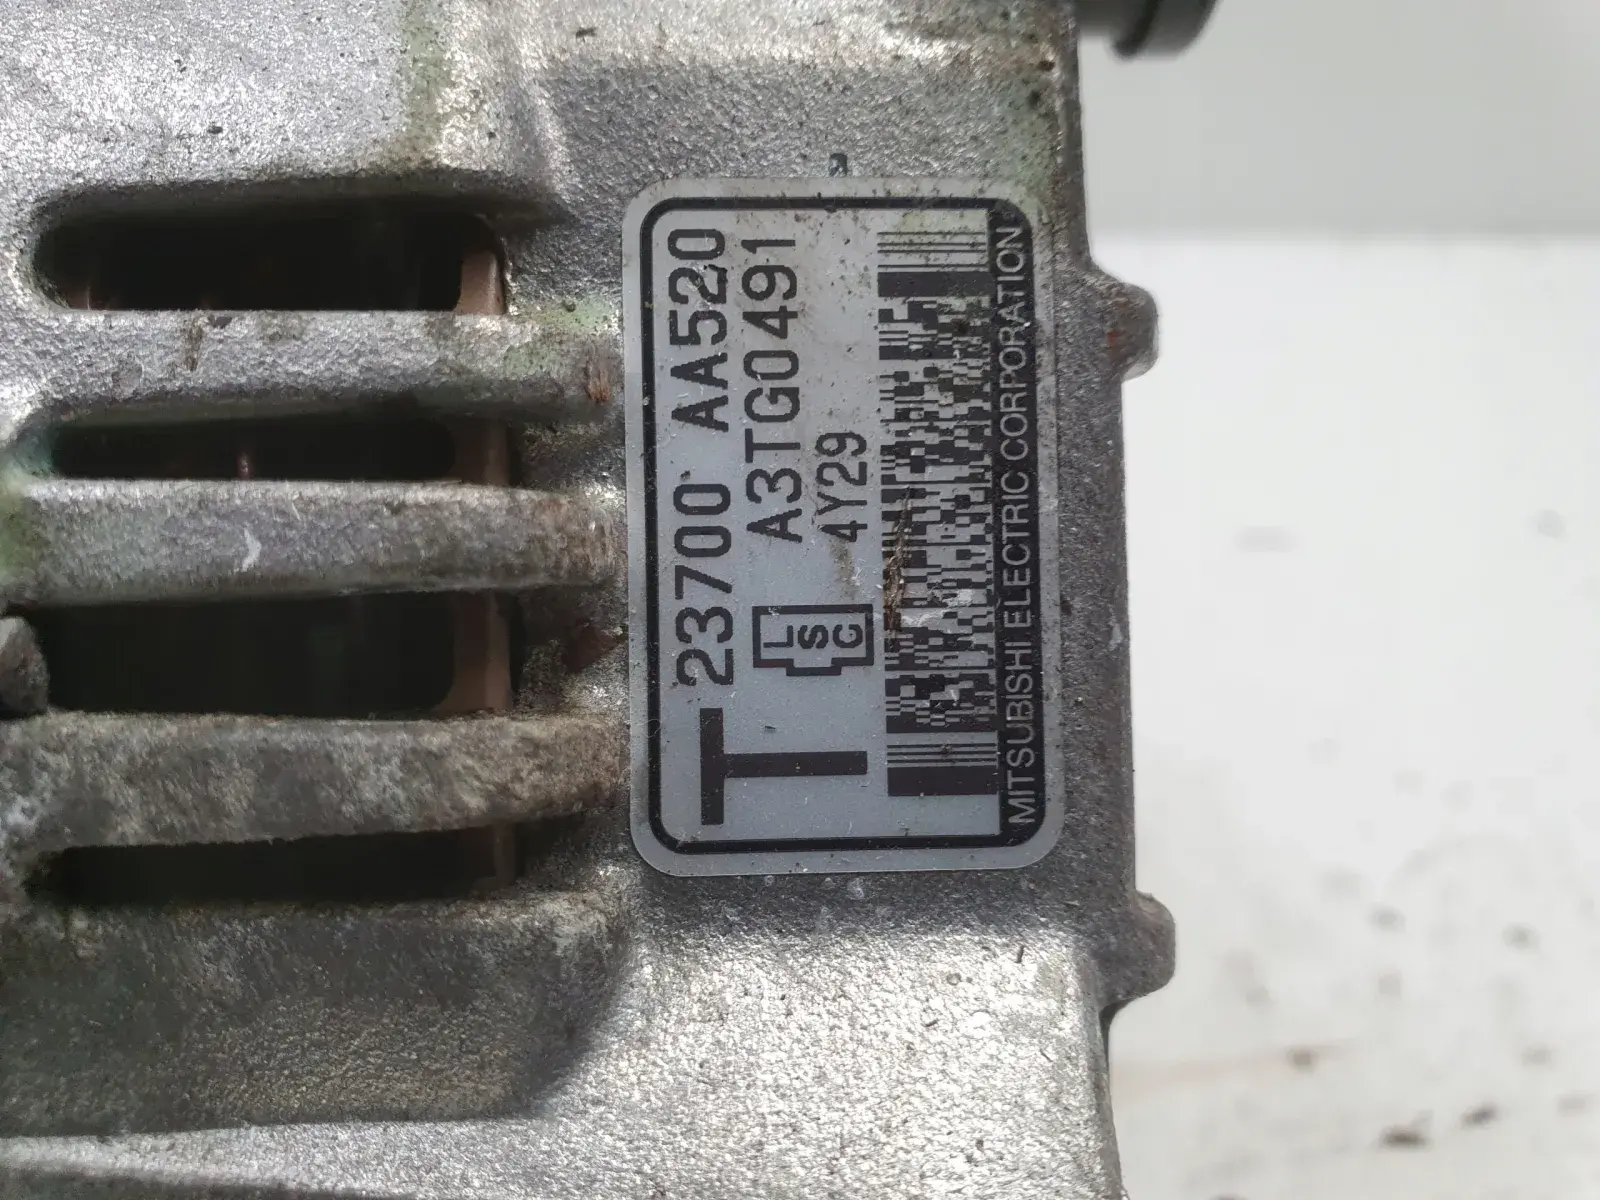 T
23700 AA520
A3TG0491
4Y29
L
S
G
MITSUBISHI ELECTRIC CORPORATION